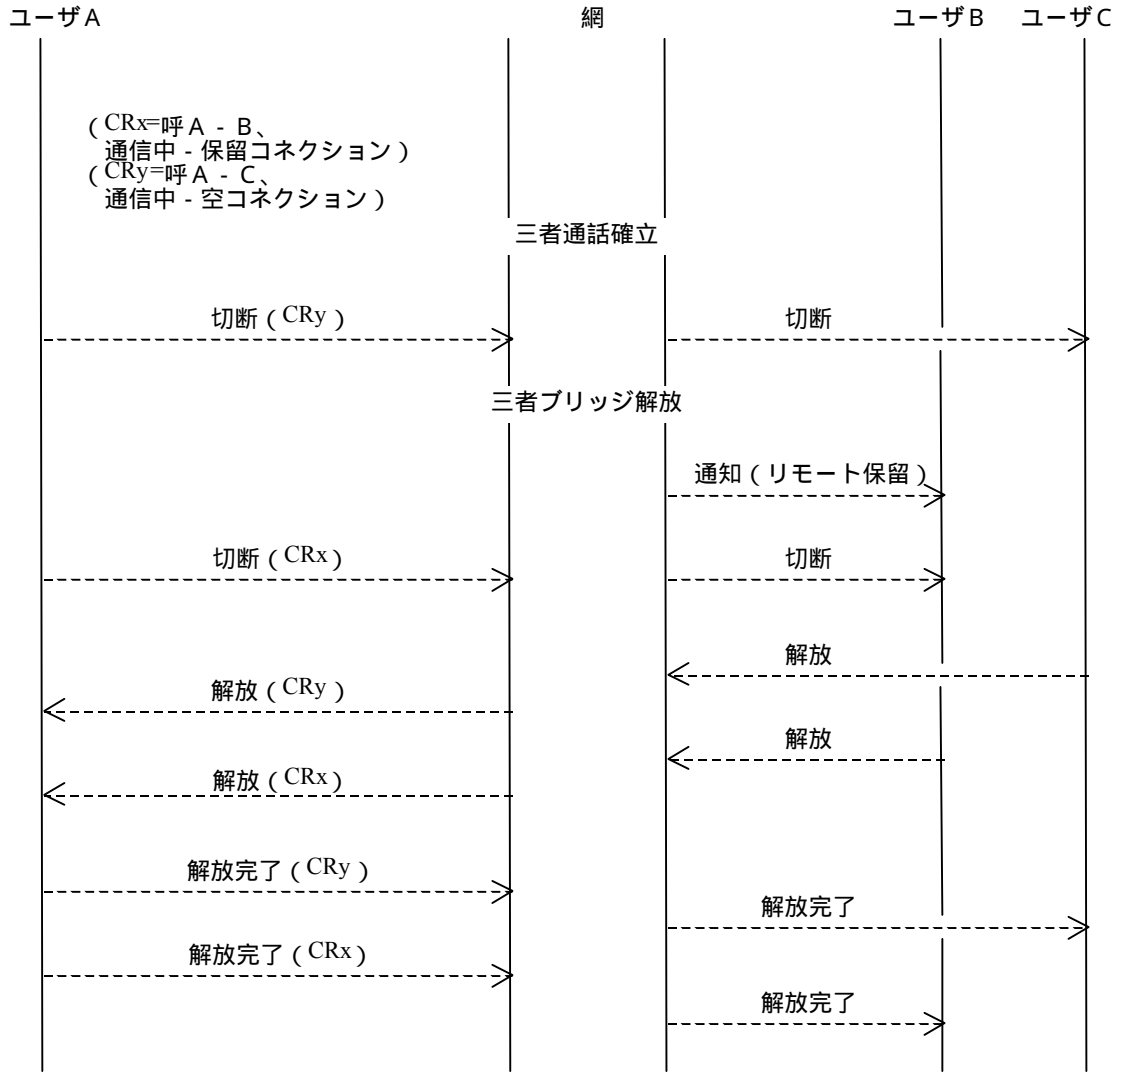 ユーザA 網 ユーザB ユーザC
(CRx=呼A - B、
通信中 - 保留コネクション)
(CRy=呼A - C、
通信中 - 空コネクション)
三者通話確立
切断(CRy) 切断
三者ブリッジ解放
通知(リモート保留)
切断(CRx) 切断
解放
解放(CRy)
解放
解放(CRx)
解放完了(CRy)
解放完了
解放完了(CRx)
解放完了